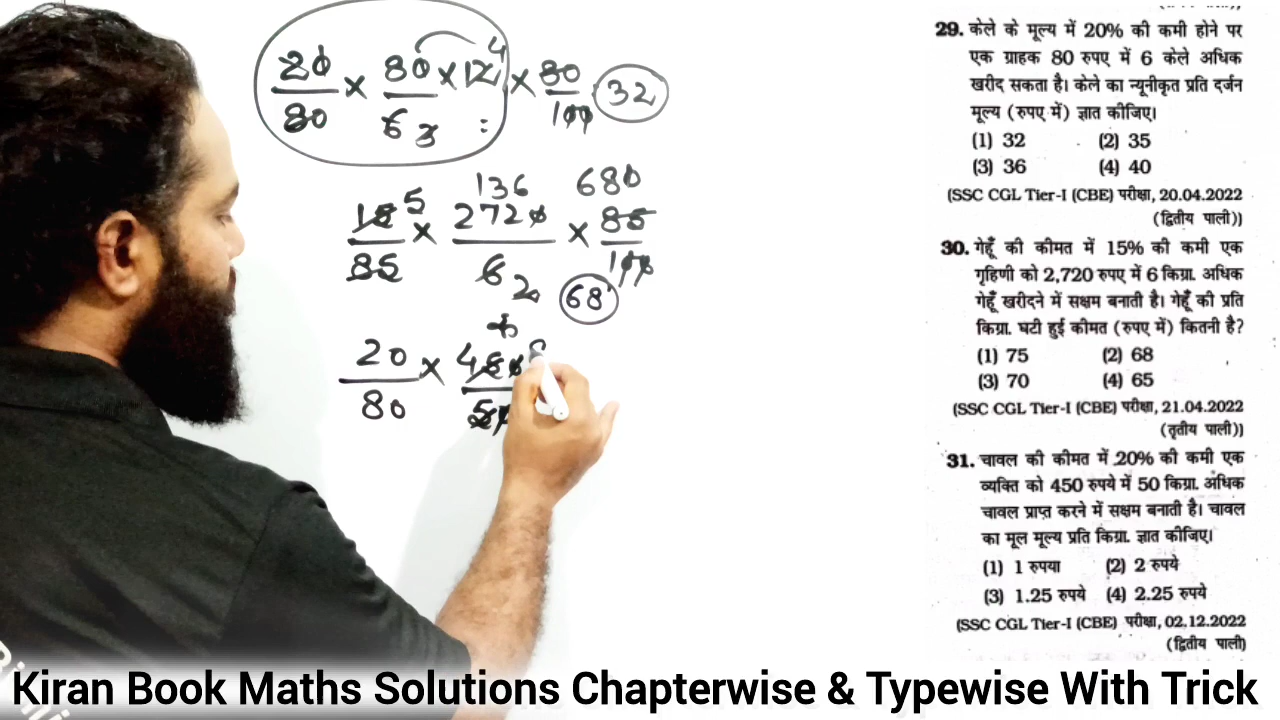 20/80 × 80×12/6 × 80/100 32
4
3 :
15/85 × 2720/6 × 85/100 68
5 136 680
2
20/80 × 450/50
29. केले के मूल्य में 20% की कमी होने पर
एक ग्राहक 80 रुपए में 6 केले अधिक
खरीद सकता है। केले का न्यूनीकृत प्रति दर्जन
मूल्य (रुपए में) ज्ञात कीजिए।
(1) 32 (2) 35
(3) 36 (4) 40
(SSC CGL Tier-I (CBE) परीक्षा, 20.04.2022
(द्वितीय पाली))
30. गेहूँ की कीमत में 15% की कमी एक
गृहिणी को 2,720 रुपए में 6 किग्रा. अधिक
गेहूँ खरीदने में सक्षम बनाती है। गेहूँ की प्रति
किग्रा. घटी हुई कीमत (रुपए में) कितनी है?
(1) 75 (2) 68
(3) 70 (4) 65
(SSC CGL Tier-I (CBE) परीक्षा, 21.04.2022
(तृतीय पाली))
31. चावल की कीमत में 20% की कमी एक
व्यक्ति को 450 रुपये में 50 किग्रा. अधिक
चावल प्राप्त करने में सक्षम बनाती है। चावल
का मूल मूल्य प्रति किग्रा. ज्ञात कीजिए।
(1) 1 रुपया (2) 2 रुपये
(3) 1.25 रुपये (4) 2.25 रुपये
(SSC CGL Tier-I (CBE) परीक्षा, 02.12.2022
(द्वितीय पाली)
Kiran Book Maths Solutions Chapterwise & Typewise With Trick